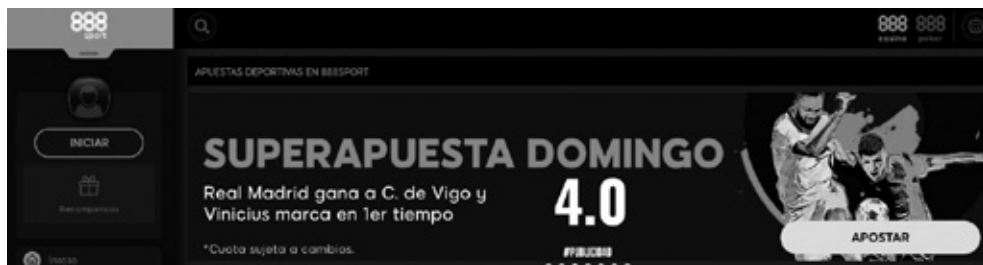 888
sport
888 888
casino poker
APUESTAS DEPORTIVAS EN 888SPORT
INICIAR
Recompensas
SUPERAPUESTA DOMINGO
Real Madrid gana a C. de Vigo y
Vinicius marca en 1er tiempo
4.0
*Cuota sujeta a cambios.
#PUBLICIDAD
APOSTAR
Inicio